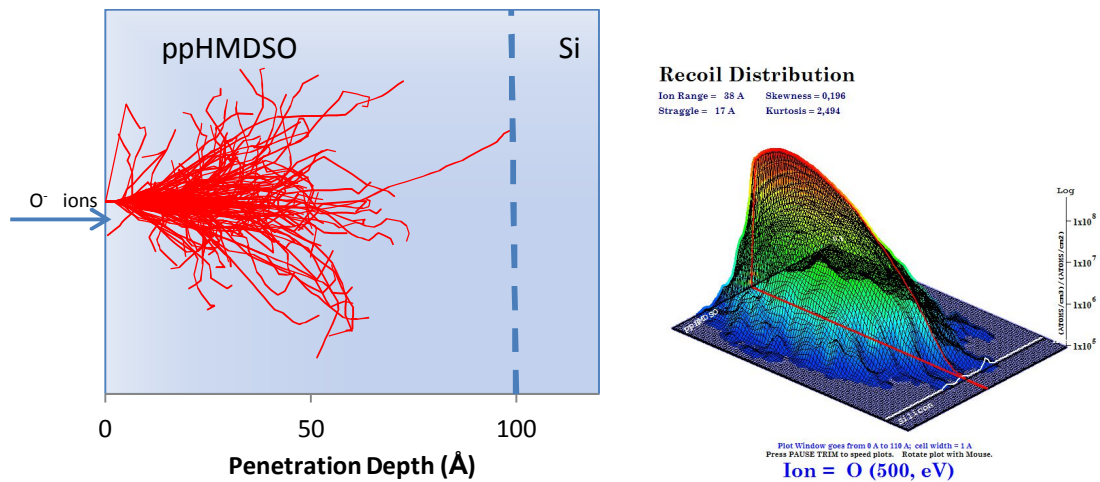 ppHMDSO
Si
O⁻ ions
0
50
100
Penetration Depth (Å)
Recoil Distribution
Ion Range = 38 A Skewness = 0,196
Straggle = 17 A Kurtosis = 2,494
Log
1x10⁸
1x10⁷
1x10⁶
1x10⁵
(ATOMS/cm3)/(ATOMS/cm2)
PPHMDSO
Silicon
Plot Window goes from 0 A to 110 A; cell width = 1 A
Press PAUSE TRIM to speed plots. Rotate plot with Mouse.
Ion = O (500, eV)